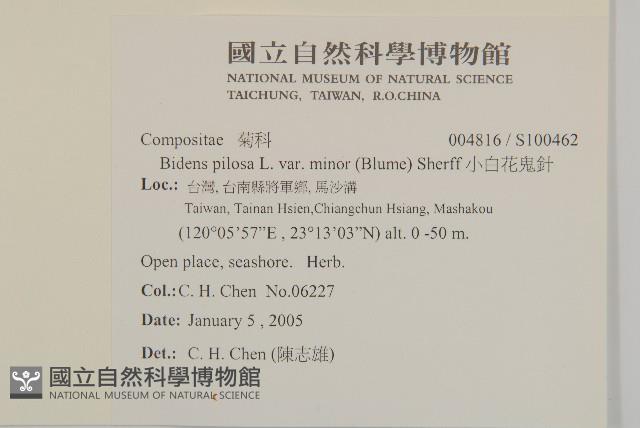 國立自然科學博物館
NATIONAL MUSEUM OF NATURAL SCIENCE
TAICHUNG, TAIWAN, R.O.CHINA
Compositae 菊科 004816 / S100462
Bidens pilosa L. var. minor (Blume) Sherff 小白花鬼針
Loc.: 台灣, 台南縣將軍鄉, 馬沙溝
Taiwan, Tainan Hsien,Chiangchun Hsiang, Mashakou
(120°05’57”E , 23°13’03”N) alt. 0 -50 m.
Open place, seashore. Herb.
Col.:C. H. Chen No.06227
Date: January 5 , 2005
Det.: C. H. Chen (陳志雄)
國立自然科學博物館
NATIONAL MUSEUM OF NATURAL SCIENCE